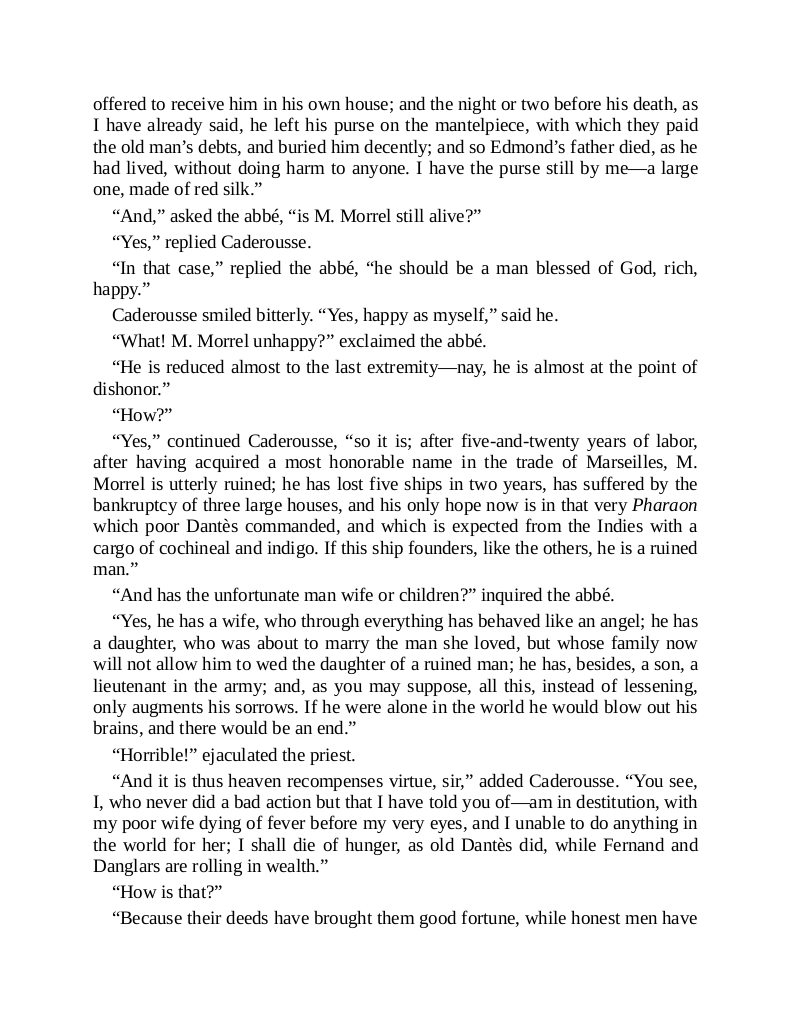 offered to receive him in his own house; and the night or two before his death, as
I have already said, he left his purse on the mantelpiece, with which they paid
the old man’s debts, and buried him decently; and so Edmond’s father died, as he
had lived, without doing harm to anyone. I have the purse still by me—a large
one, made of red silk.”
“And,” asked the abbé, “is M. Morrel still alive?”
“Yes,” replied Caderousse.
“In that case,” replied the abbé, “he should be a man blessed of God, rich,
happy.”
Caderousse smiled bitterly. “Yes, happy as myself,” said he.
“What! M. Morrel unhappy?” exclaimed the abbé.
“He is reduced almost to the last extremity—nay, he is almost at the point of
dishonor.”
“How?”
“Yes,” continued Caderousse, “so it is; after five-and-twenty years of labor,
after having acquired a most honorable name in the trade of Marseilles, M.
Morrel is utterly ruined; he has lost five ships in two years, has suffered by the
bankruptcy of three large houses, and his only hope now is in that very Pharaon
which poor Dantès commanded, and which is expected from the Indies with a
cargo of cochineal and indigo. If this ship founders, like the others, he is a ruined
man.”
“And has the unfortunate man wife or children?” inquired the abbé.
“Yes, he has a wife, who through everything has behaved like an angel; he has
a daughter, who was about to marry the man she loved, but whose family now
will not allow him to wed the daughter of a ruined man; he has, besides, a son, a
lieutenant in the army; and, as you may suppose, all this, instead of lessening,
only augments his sorrows. If he were alone in the world he would blow out his
brains, and there would be an end.”
“Horrible!” ejaculated the priest.
“And it is thus heaven recompenses virtue, sir,” added Caderousse. “You see,
I, who never did a bad action but that I have told you of—am in destitution, with
my poor wife dying of fever before my very eyes, and I unable to do anything in
the world for her; I shall die of hunger, as old Dantès did, while Fernand and
Danglars are rolling in wealth.”
“How is that?”
“Because their deeds have brought them good fortune, while honest men have